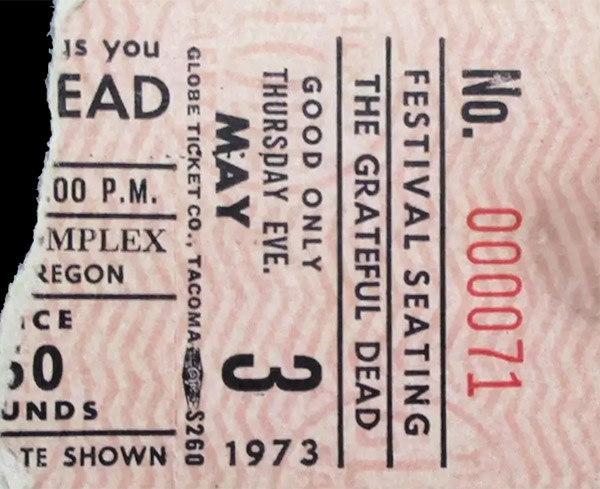 s you
EAD
:00 P.M.
MPLEX
REGON
ICE
50
UNDS
TE SHOWN
No. 000071
FESTIVAL SEATING
THE GRATEFUL DEAD
GOOD ONLY
THURSDAY EVE.
MAY 3 1973
GLOBE TICKET CO., TACOMA S260